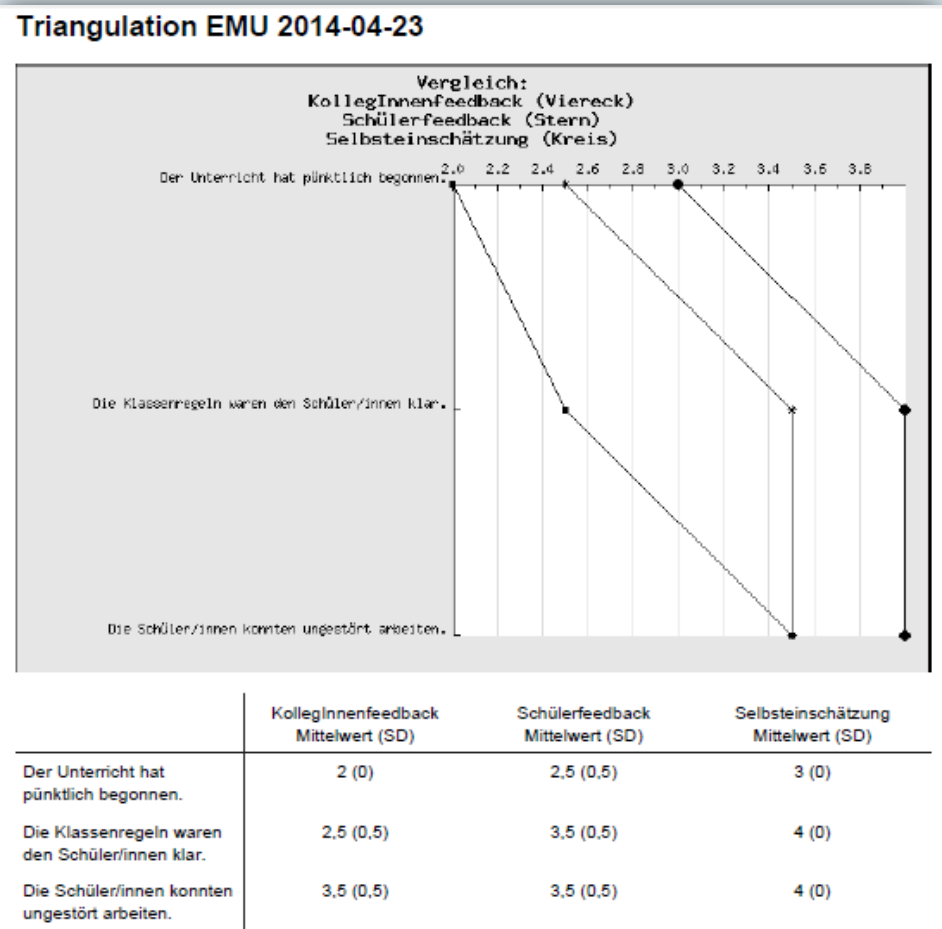 Triangulation EMU 2014-04-23
Vergleich:
KollegInnenfeedback (Viereck)
Schülerfeedback (Stern)
Selbsteinschätzung (Kreis)
2.0 2.2 2.4 2.6 2.8 3.0 3.2 3.4 3.6 3.8
Der Unterricht hat pünktlich begonnen.
Die Klassenregeln waren den Schüler/innen klar.
Die Schüler/innen konnten ungestört arbeiten.
KollegInnenfeedback Schülerfeedback Selbsteinschätzung
Mittelwert (SD) Mittelwert (SD) Mittelwert (SD)
Der Unterricht hat 2 (0) 2,5 (0,5) 3 (0)
pünktlich begonnen.
Die Klassenregeln waren 2,5 (0,5) 3,5 (0,5) 4 (0)
den Schüler/innen klar.
Die Schüler/innen konnten 3,5 (0,5) 3,5 (0,5) 4 (0)
ungestört arbeiten.